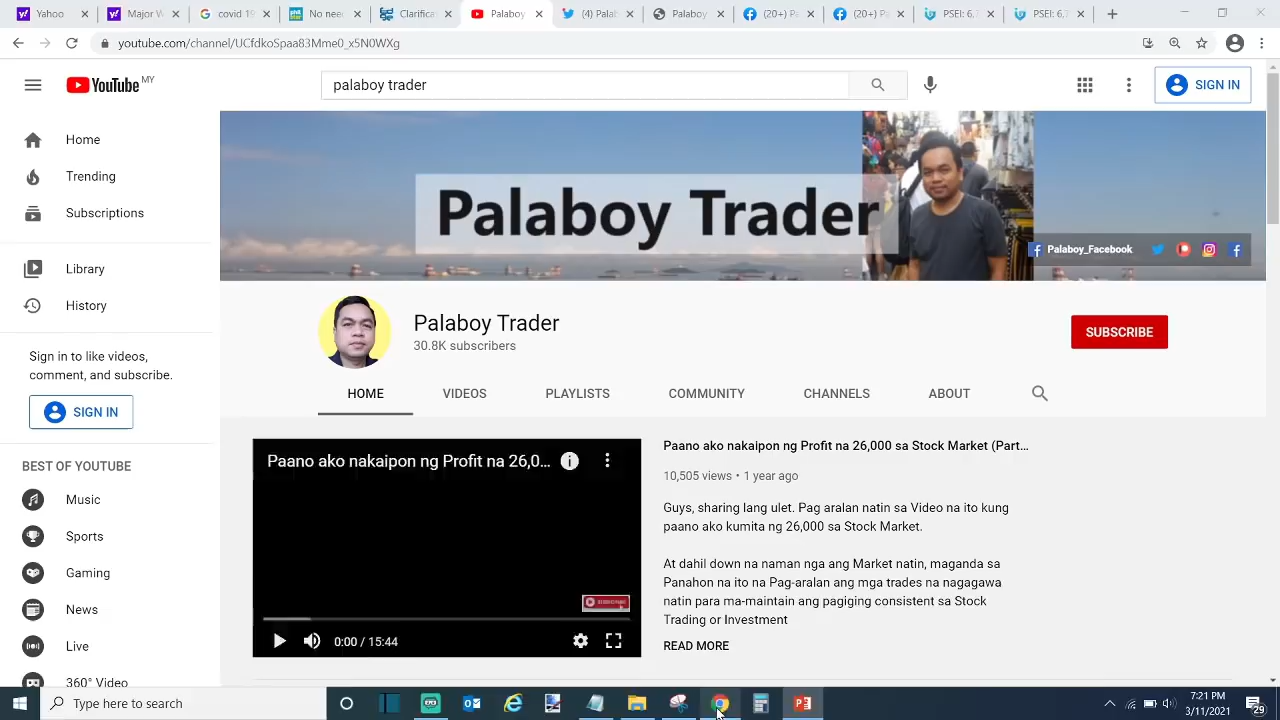 Yahoo
Yahoo M
covid 19
No need
#Suffici
Palabo
(4) Palab
Palaboy
(20+) P
(20+) P
PSEI: 6,
PSEI: 6,7
youtube.com/channel/UCfdkoSpaa83Mme0_x5N0WXg
YouTube MY
palaboy trader
SIGN IN
Home
Trending
Subscriptions
Library
History
Sign in to like videos,
comment, and subscribe.
SIGN IN
BEST OF YOUTUBE
Music
Sports
Gaming
News
Live
360° Video
Palaboy Trader
Palaboy_Facebook
Palaboy Trader
30.8K subscribers
SUBSCRIBE
HOME
VIDEOS
PLAYLISTS
COMMUNITY
CHANNELS
ABOUT
Paano ako nakaipon ng Profit na 26,0...
0:00 / 15:44
Paano ako nakaipon ng Profit na 26,000 sa Stock Market (Part...
10,505 views • 1 year ago
Guys, sharing lang ulet. Pag aralan natin sa Video na ito kung
paano ako kumita ng 26,000 sa Stock Market.
At dahil down na naman nga ang Market natin, maganda sa
Panahon na ito na Pag-aralan ang mga trades na nagagawa
natin para ma-maintain ang pagiging consistent sa Stock
Trading or Investment
READ MORE
Type here to search
7:21 PM
3/11/2021